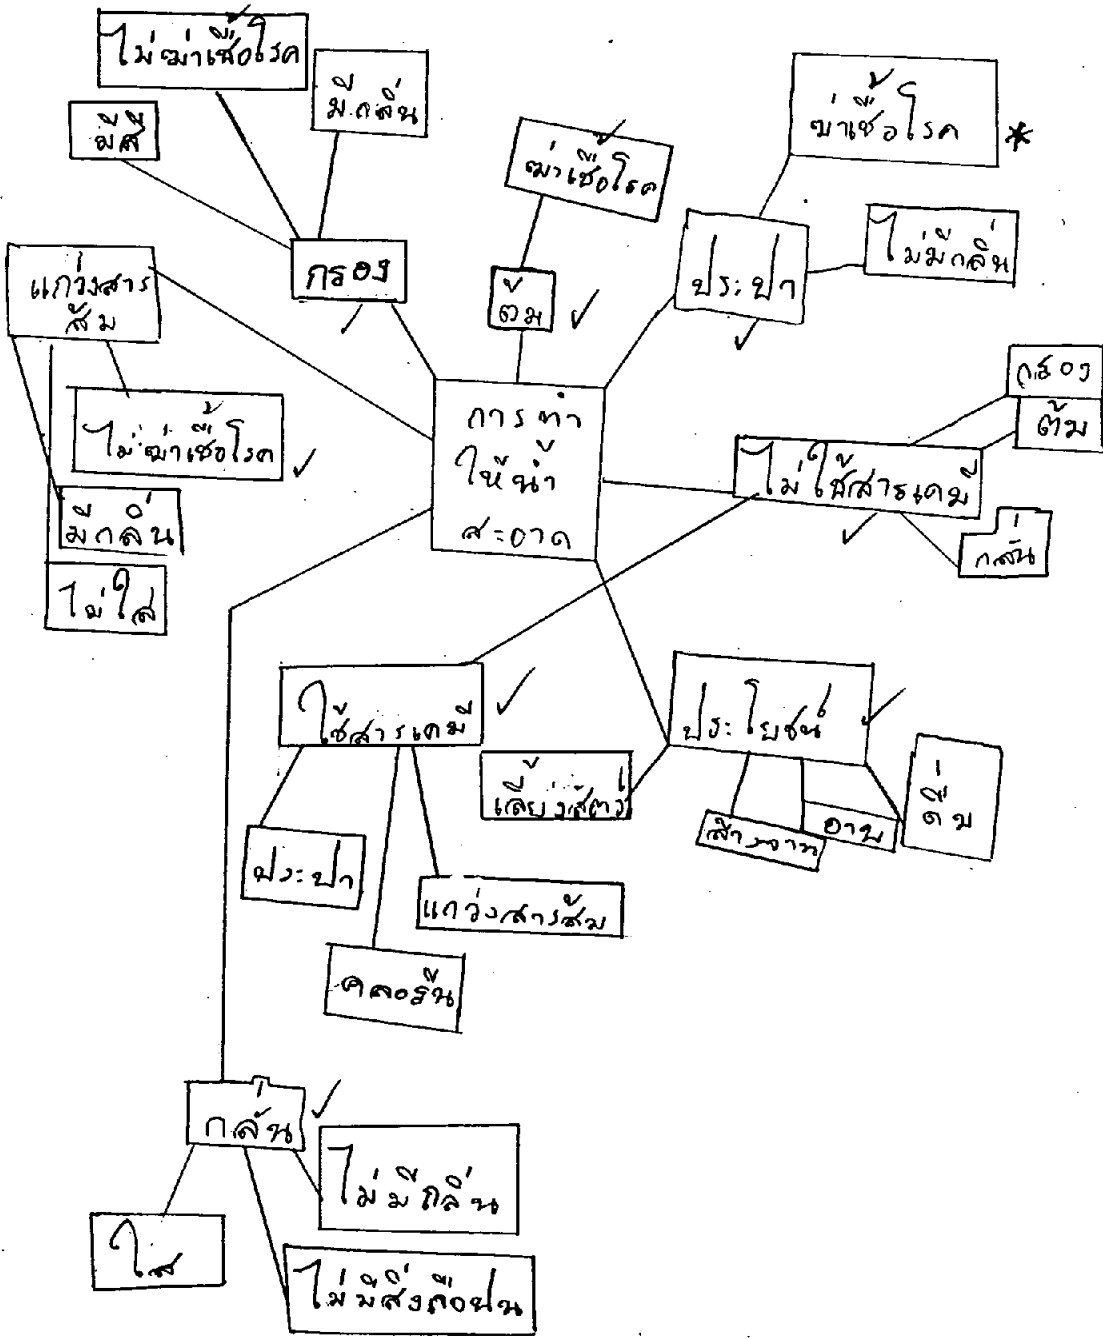 ไม่ฆ่าเชื้อโรค
มีกลิ่น
มีสี
กรอง
ฆ่าเชื้อโรค
ต้ม
ฆ่าเชื้อโรค *
ไม่มีกลิ่น
ประปา
แกว่งสาร
ส้ม
ไม่ฆ่าเชื้อโรค
มีกลิ่น
ไม่ใส
การทำ
ให้น้ำ
สะอาด
กรอง
ต้ม
ไม่ใช้สารเคมี
กลั่น
ใช้สารเคมี
ประโยชน์
เลี้ยงสัตว์
ล้างจาน
อาบ
ดื่ม
ประปา
แกว่งสารส้ม
คลอรีน
กลั่น
ไม่มีกลิ่น
ใส
ไม่มีสิ่งเจือปน